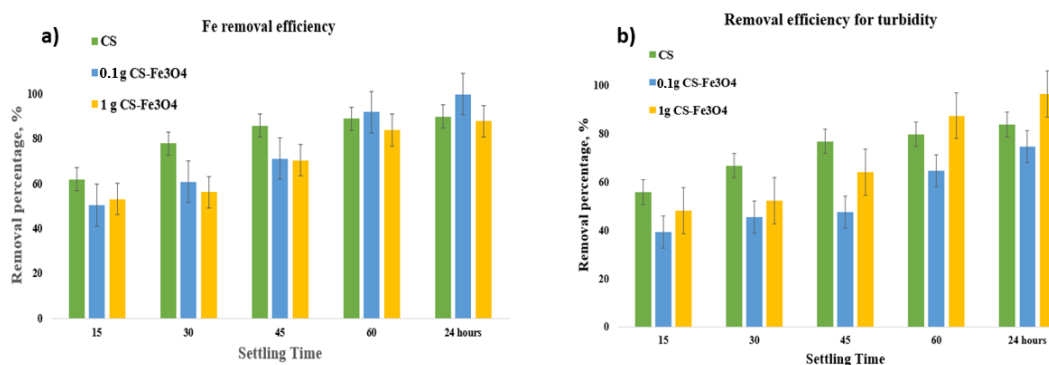 a)
Fe removal efficiency
CS
0.1g CS-Fe3O4
1 g CS-Fe3O4
Removal percentage, %
100
80
60
40
20
0
15
30
45
60
24 hours
Settling Time
b)
Removal efficiency for turbidity
CS
0.1g CS-Fe3O4
1g CS-Fe3O4
Removal percentage, %
100
80
60
40
20
0
15
30
45
60
24 hours
Settling Time